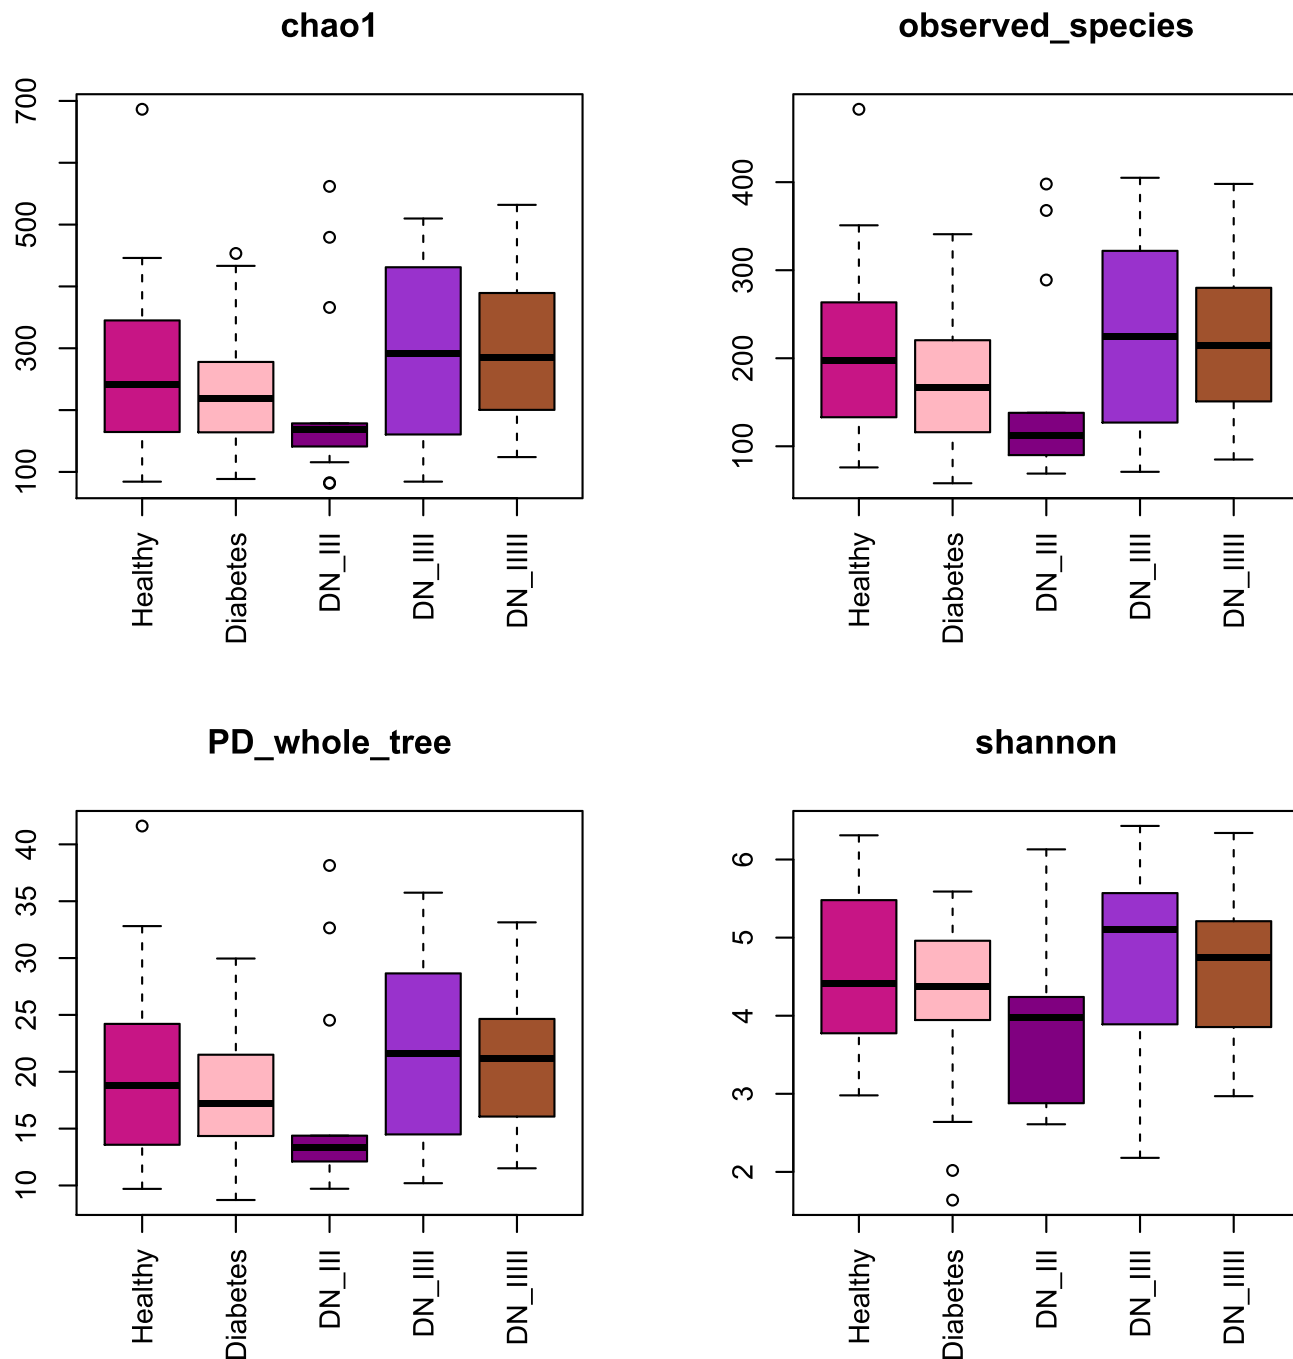 chao1
700
500
300
100
Healthy
Diabetes
DN_III
DN_IIII
DN_IIIII
observed_species
400
300
200
100
Healthy
Diabetes
DN_III
DN_IIII
DN_IIIII
PD_whole_tree
40
35
30
25
20
15
10
Healthy
Diabetes
DN_III
DN_IIII
DN_IIIII
shannon
6
5
4
3
2
Healthy
Diabetes
DN_III
DN_IIII
DN_IIIII